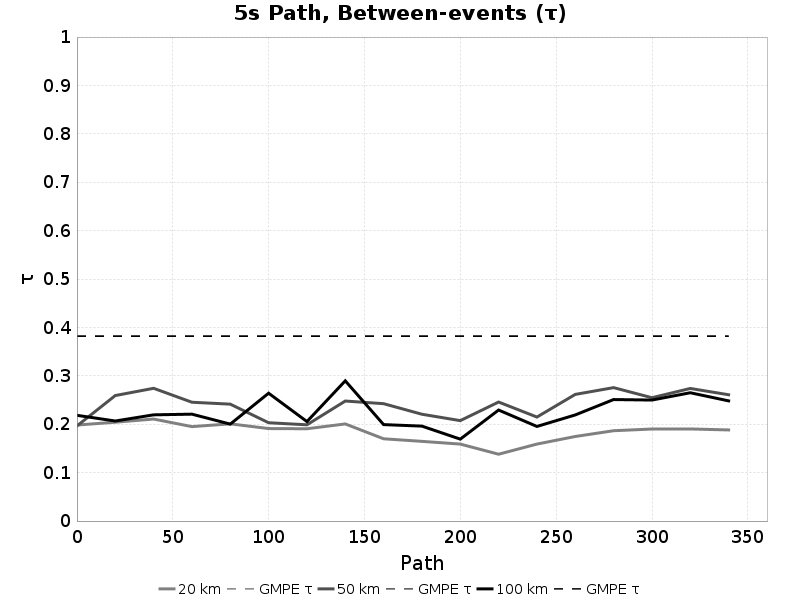 5s Path, Between-events (τ)
1
0.9
0.8
0.7
0.6
0.5
0.4
0.3
0.2
0.1
0
τ
0 50 100 150 200 250 300 350
Path
20 km GMPE τ 50 km GMPE τ 100 km GMPE τ